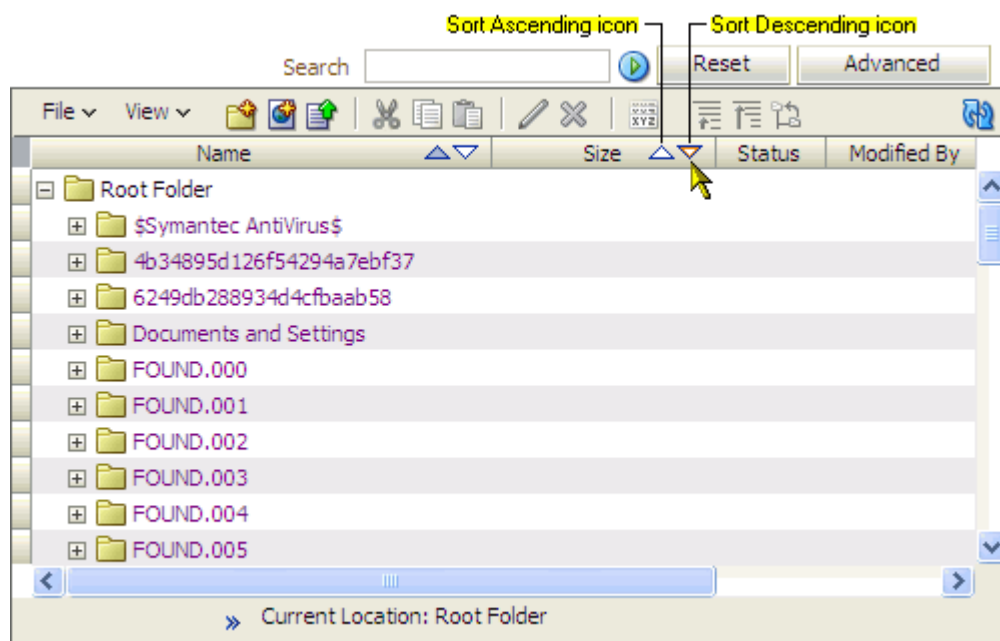 Sort Ascending icon Sort Descending icon
Search Reset Advanced
File View XYZ
Name Size Status Modified By
Root Folder
$Symantec AntiVirus$
4b34895d126f54294a7ebf37
6249db288934d4cfbaab58
Documents and Settings
FOUND.000
FOUND.001
FOUND.002
FOUND.003
FOUND.004
FOUND.005
» Current Location: Root Folder